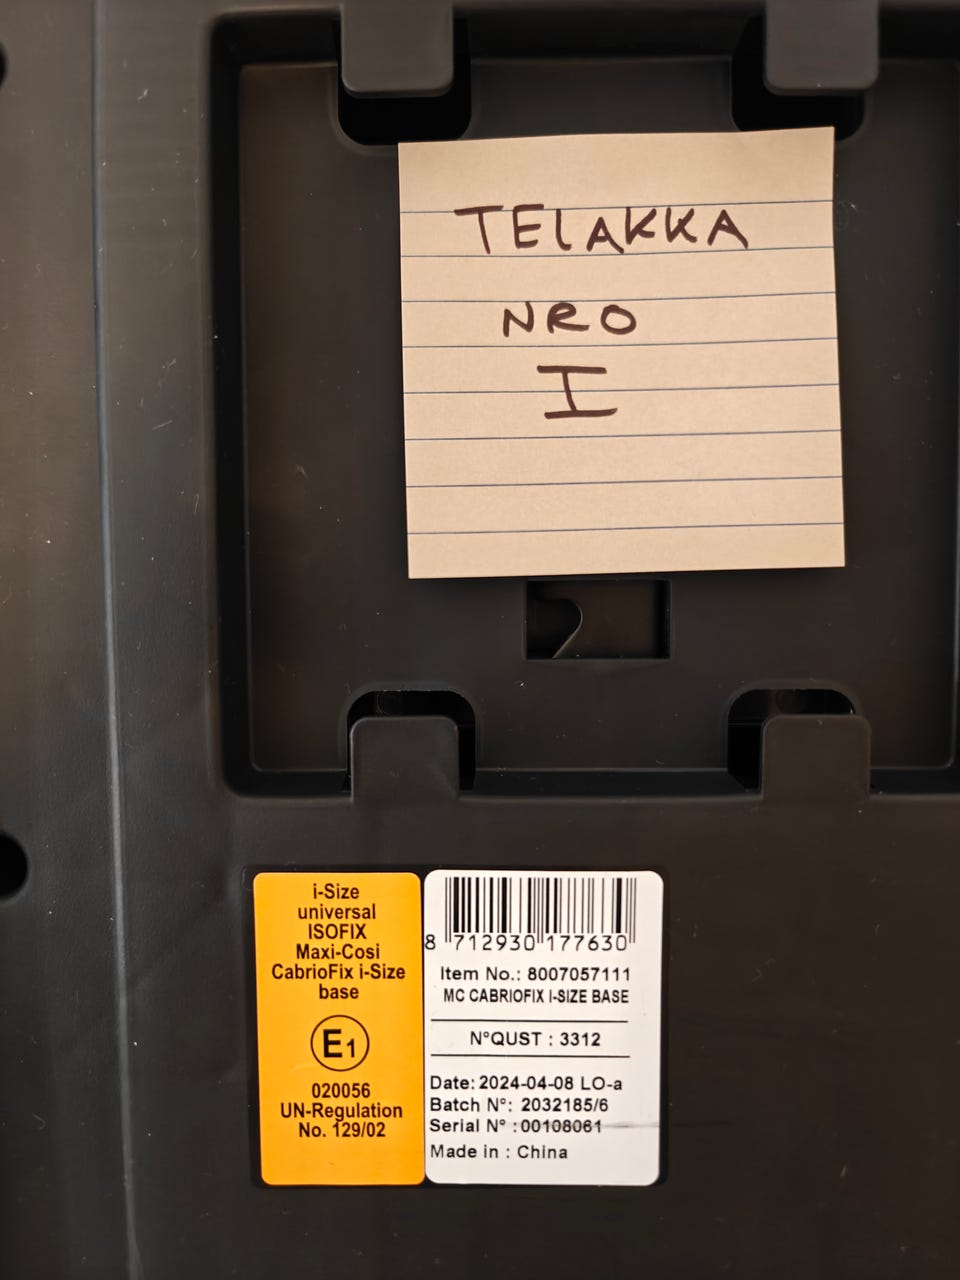 TELAKKA
NRO
I
i-Size
universal
ISOFIX
Maxi-Cosi
CabrioFix i-Size
base
E1
020056
UN-Regulation
No. 129/02
8 712930 177630
Item No.: 8007057111
MC CABRIOFIX I-SIZE BASE
N°QUST : 3312
Date: 2024-04-08 LO-a
Batch N°: 2032185/6
Serial N° :00108061
Made in : China